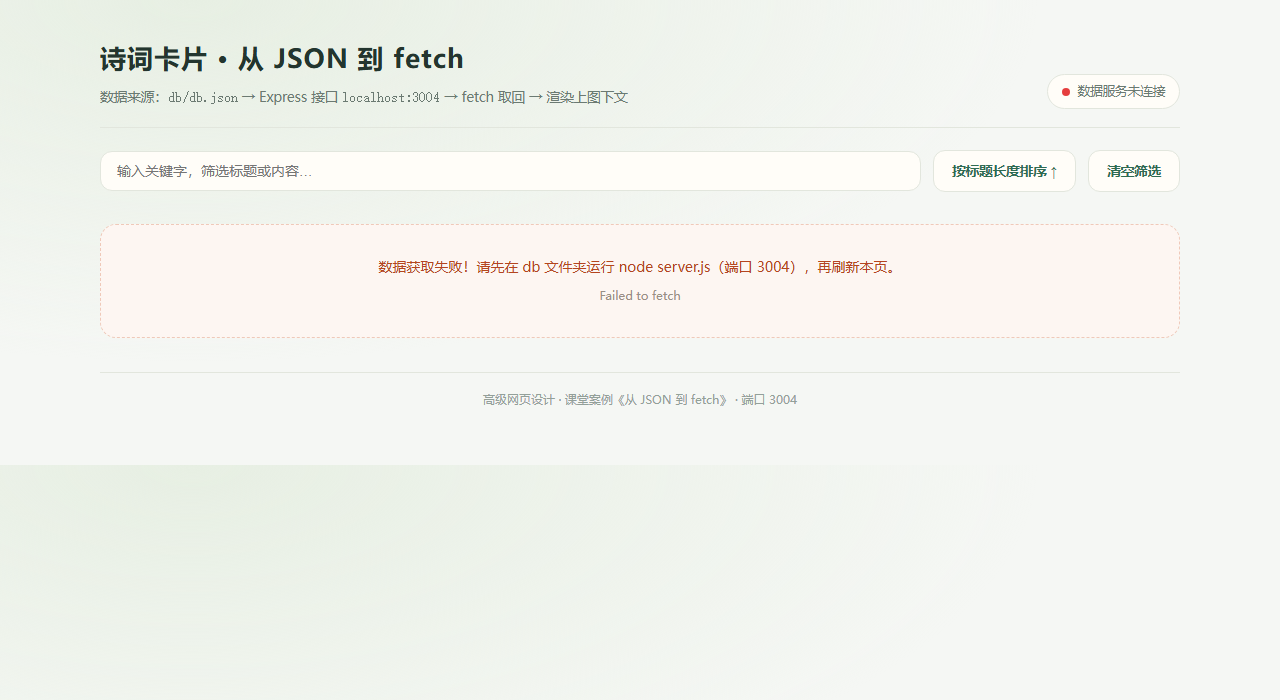 诗词卡片 · 从 JSON 到 fetch
数据来源：db/db.json → Express 接口 localhost:3004 → fetch 取回 → 渲染上图下文
数据服务未连接
输入关键字，筛选标题或内容…
按标题长度排序 ↑
清空筛选
数据获取失败！请先在 db 文件夹运行 node server.js（端口 3004），再刷新本页。
Failed to fetch
高级网页设计 · 课堂案例《从 JSON 到 fetch》 · 端口 3004